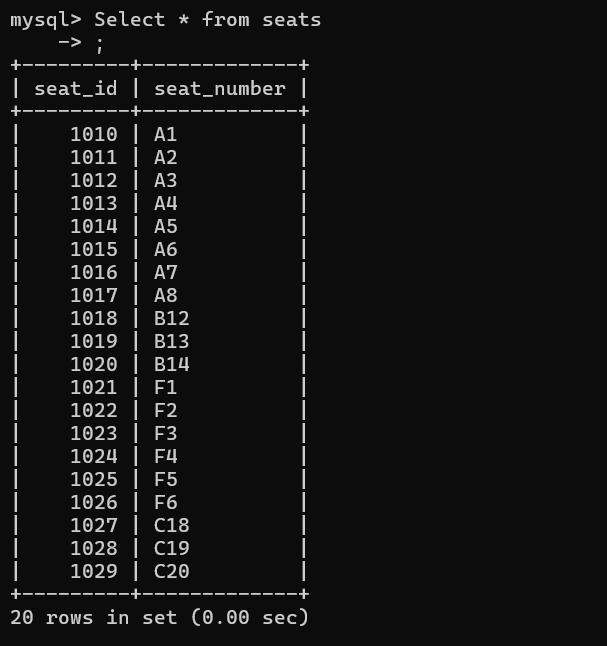 mysql> Select * from seats
    -> ;
+---------+-------------+
| seat_id | seat_number |
+---------+-------------+
|    1010 | A1          |
|    1011 | A2          |
|    1012 | A3          |
|    1013 | A4          |
|    1014 | A5          |
|    1015 | A6          |
|    1016 | A7          |
|    1017 | A8          |
|    1018 | B12         |
|    1019 | B13         |
|    1020 | B14         |
|    1021 | F1          |
|    1022 | F2          |
|    1023 | F3          |
|    1024 | F4          |
|    1025 | F5          |
|    1026 | F6          |
|    1027 | C18         |
|    1028 | C19         |
|    1029 | C20         |
+---------+-------------+
20 rows in set (0.00 sec)